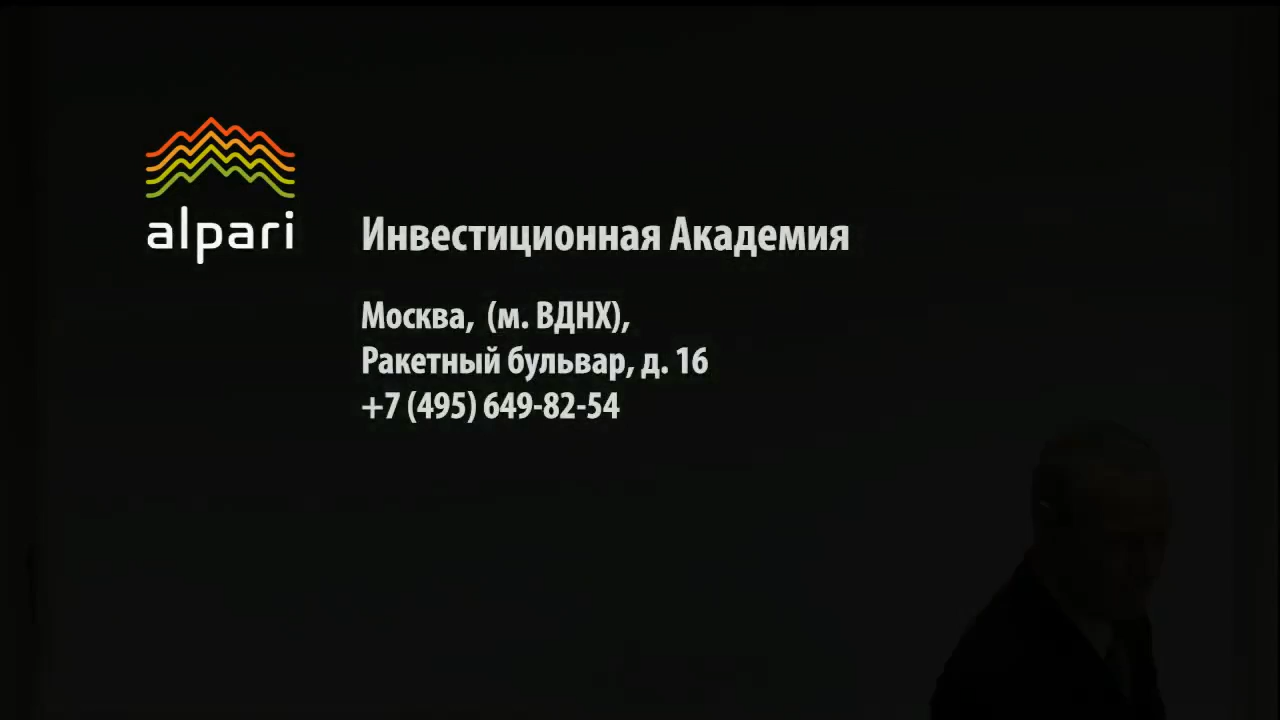 alpari
Инвестиционная Академия
Москва, (м. ВДНХ),
Ракетный бульвар, д. 16
+7 (495) 649-82-54